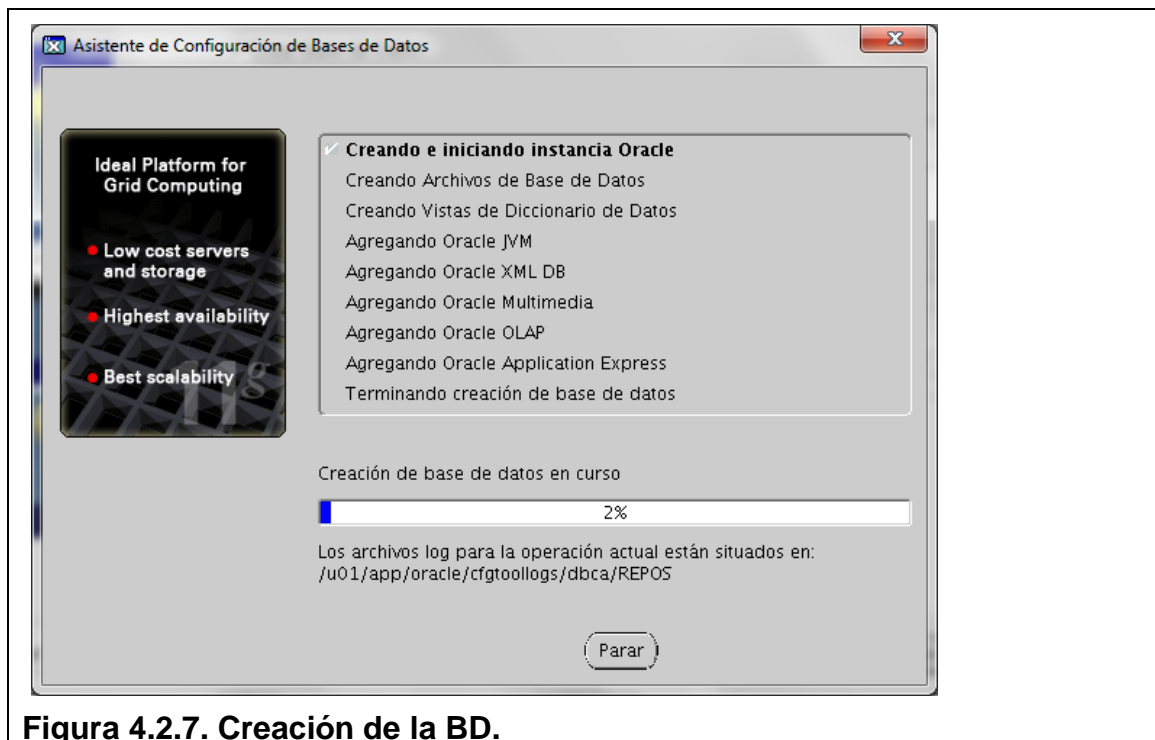 Asistente de Configuración de Bases de Datos
Ideal Platform for
Grid Computing
Low cost servers
and storage
Highest availability
Best scalability
11g
Creando e iniciando instancia Oracle
Creando Archivos de Base de Datos
Creando Vistas de Diccionario de Datos
Agregando Oracle JVM
Agregando Oracle XML DB
Agregando Oracle Multimedia
Agregando Oracle OLAP
Agregando Oracle Application Express
Terminando creación de base de datos
Creación de base de datos en curso
2%
Los archivos log para la operación actual están situados en:
/u01/app/oracle/cfgtoollogs/dbca/REPOS
Parar
Figura 4.2.7. Creación de la BD.